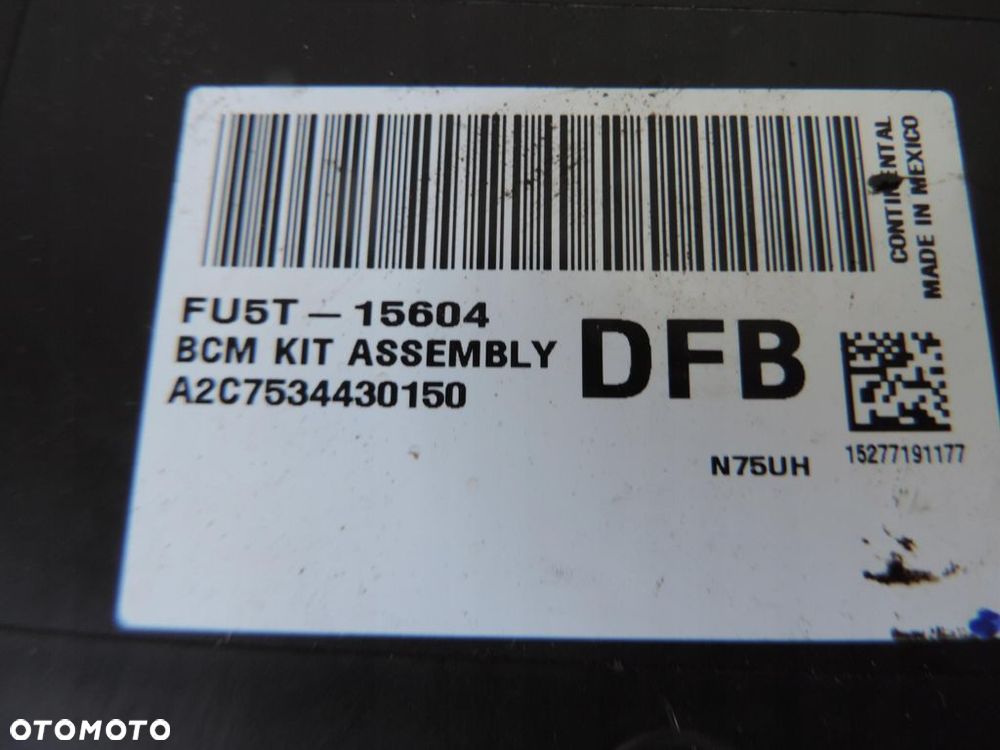 CONTINENTAL
MADE IN MEXICO
FU5T – 15604
BCM KIT ASSEMBLY
A2C7534430150
DFB
N75UH
15277191177
OTOMOTO